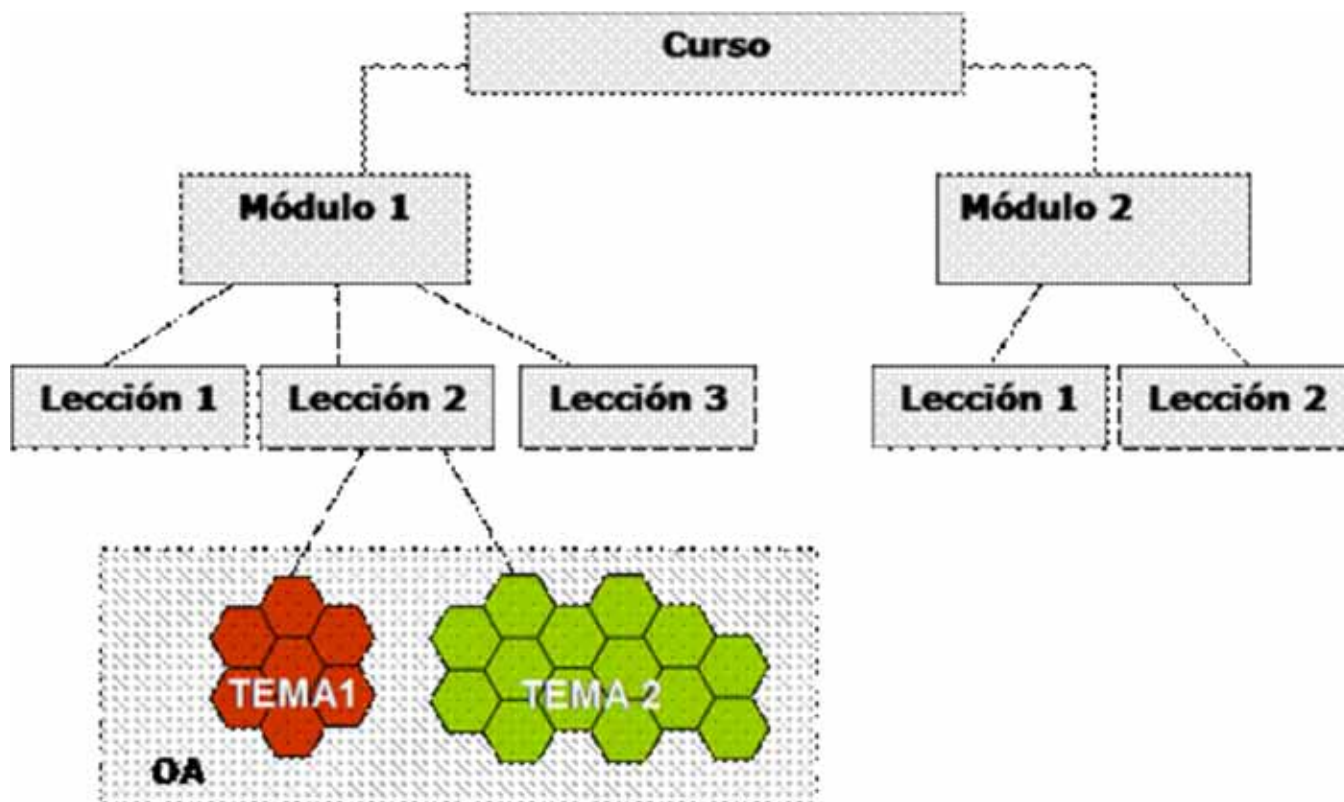 Curso
Módulo 1
Módulo 2
Lección 1
Lección 2
Lección 3
Lección 1
Lección 2
TEMA1
TEMA 2
OA